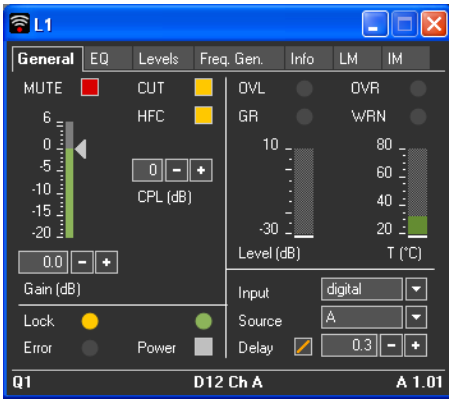 L1
General EQ Levels Freq. Gen. Info LM IM
MUTE CUT OVL OVR
HFC GR WRN
6
0
-5
-10
-15
-20
0
CPL (dB)
10
-30
80
60
40
20
Level (dB) T (°C)
0.0
Gain (dB)
Input digital
Lock Source A
Error Power Delay 0.3
Q1 D12 Ch A A 1.01